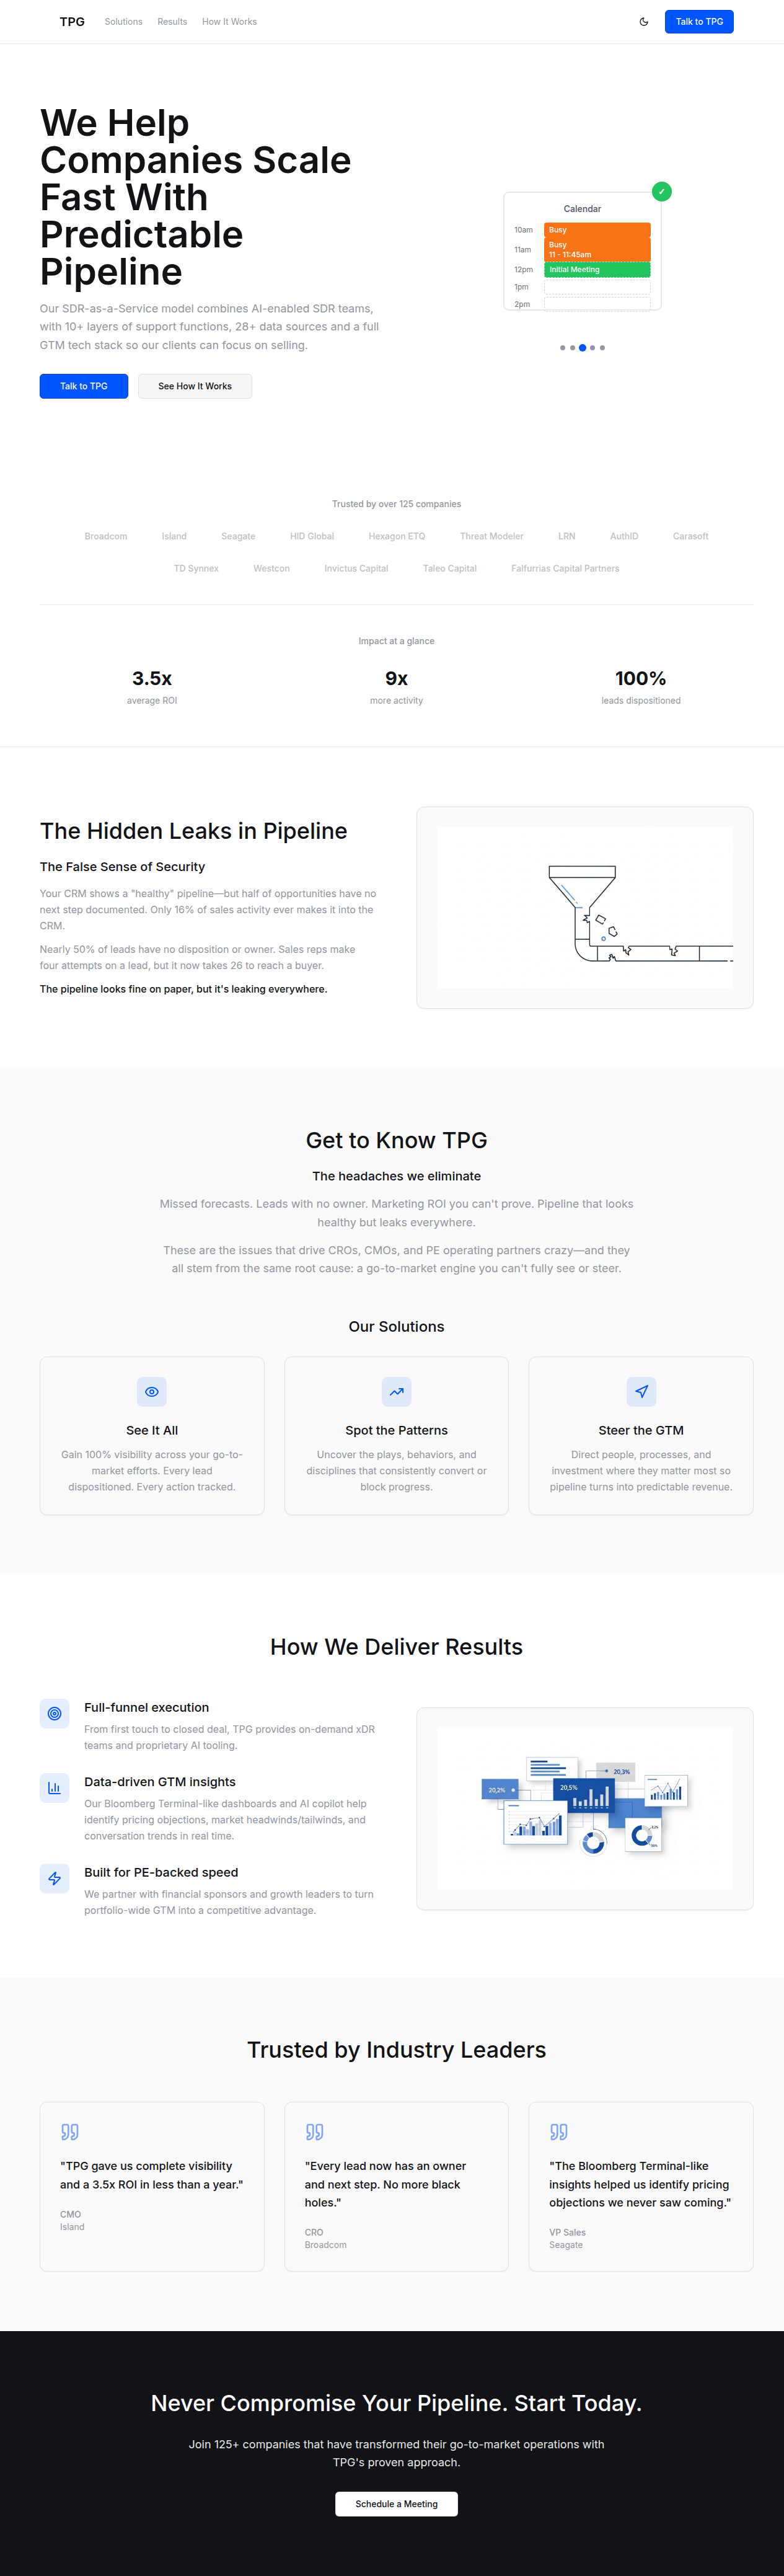 TPG
Solutions
Results
How It Works
Talk to TPG
We Help
Companies Scale
Fast With
Predictable
Pipeline
Our SDR-as-a-Service model combines AI-enabled SDR teams,
with 10+ layers of support functions, 28+ data sources and a full
GTM tech stack so our clients can focus on selling.
Talk to TPG
See How It Works
Calendar
10am
Busy
11am
Busy
11 - 11:45am
12pm
Initial Meeting
1pm
2pm
Trusted by over 125 companies
Broadcom
Island
Seagate
HID Global
Hexagon ETQ
Threat Modeler
LRN
AuthID
Carasoft
TD Synnex
Westcon
Invictus Capital
Taleo Capital
Falfurrias Capital Partners
Impact at a glance
3.5x
average ROI
9x
more activity
100%
leads dispositioned
The Hidden Leaks in Pipeline
The False Sense of Security
Your CRM shows a "healthy" pipeline—but half of opportunities have no
next step documented. Only 16% of sales activity ever makes it into the
CRM.
Nearly 50% of leads have no disposition or owner. Sales reps make
four attempts on a lead, but it now takes 26 to reach a buyer.
The pipeline looks fine on paper, but it's leaking everywhere.
Get to Know TPG
The headaches we eliminate
Missed forecasts. Leads with no owner. Marketing ROI you can't prove. Pipeline that looks
healthy but leaks everywhere.
These are the issues that drive CROs, CMOs, and PE operating partners crazy—and they
all stem from the same root cause: a go-to-market engine you can't fully see or steer.
Our Solutions
See It All
Gain 100% visibility across your go-to-
market efforts. Every lead
dispositioned. Every action tracked.
Spot the Patterns
Uncover the plays, behaviors, and
disciplines that consistently convert or
block progress.
Steer the GTM
Direct people, processes, and
investment where they matter most so
pipeline turns into predictable revenue.
How We Deliver Results
Full-funnel execution
From first touch to closed deal, TPG provides on-demand xDR
teams and proprietary AI tooling.
Data-driven GTM insights
Our Bloomberg Terminal-like dashboards and AI copilot help
identify pricing objections, market headwinds/tailwinds, and
conversation trends in real time.
Built for PE-backed speed
We partner with financial sponsors and growth leaders to turn
portfolio-wide GTM into a competitive advantage.
20,2%
20,5%
20,3%
Trusted by Industry Leaders
"TPG gave us complete visibility
and a 3.5x ROI in less than a year."
CMO
Island
"Every lead now has an owner
and next step. No more black
holes."
CRO
Broadcom
"The Bloomberg Terminal-like
insights helped us identify pricing
objections we never saw coming."
VP Sales
Seagate
Never Compromise Your Pipeline. Start Today.
Join 125+ companies that have transformed their go-to-market operations with
TPG's proven approach.
Schedule a Meeting